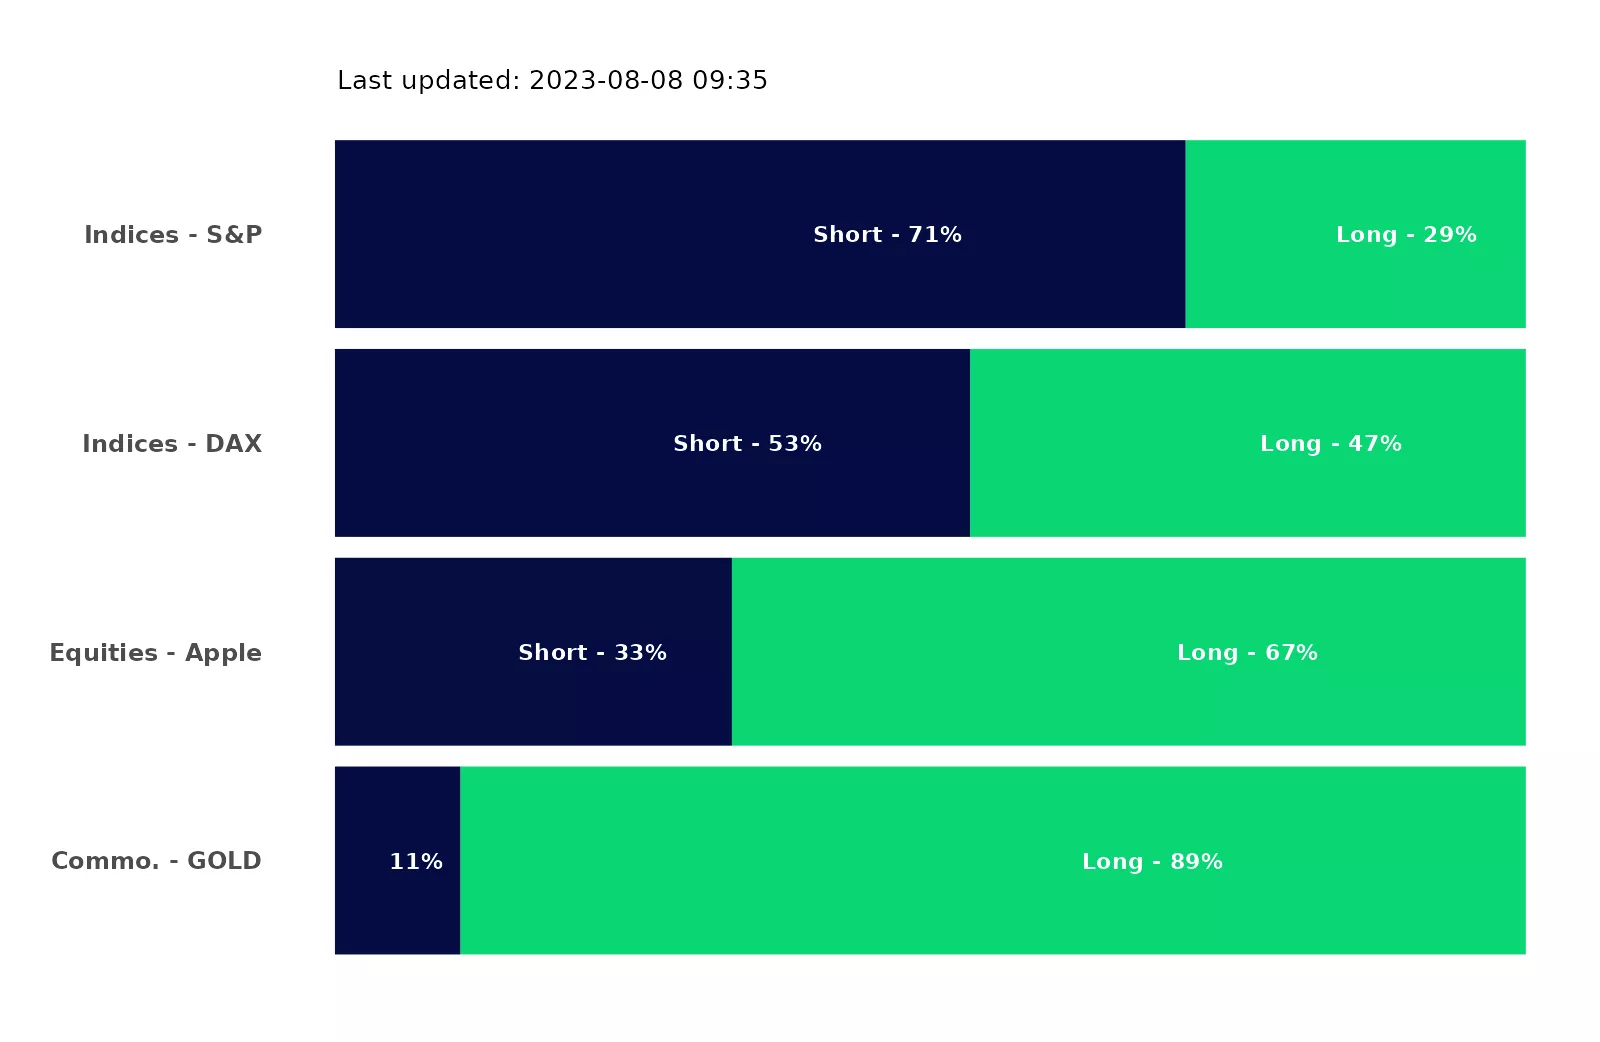 Last updated: 2023-08-08 09:35
Indices - S&P
Short - 71%
Long - 29%
Indices - DAX
Short - 53%
Long - 47%
Equities - Apple
Short - 33%
Long - 67%
Commo. - GOLD
11%
Long - 89%